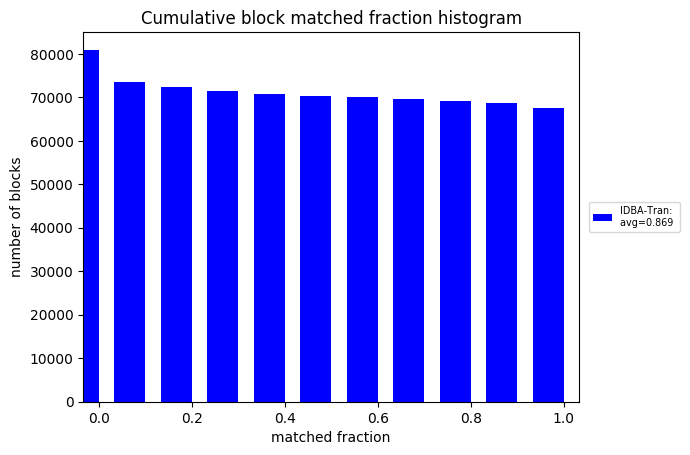 Cumulative block matched fraction histogram
number of blocks
80000
70000
60000
50000
40000
30000
20000
10000
0
0.0 0.2 0.4 0.6 0.8 1.0
matched fraction
IDBA-Tran:
avg=0.869